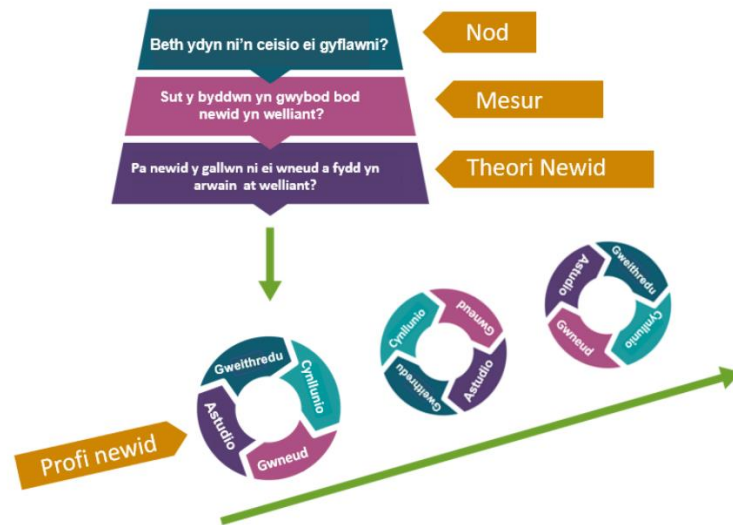 Beth ydyn ni'n ceisio ei gyflawni?
Nod
Sut y byddwn yn gwybod bod
newid yn welliant?
Mesur
Pa newid y gallwn ni ei wneud a fydd yn
arwain at welliant?
Theori Newid
Profi newid
Gweithredu
Cynllunio
Gwneud
Astudio
Cynllunio
Gwneud
Astudio
Gweithredu
Astudio
Gweithredu
Cynllunio
Gwneud